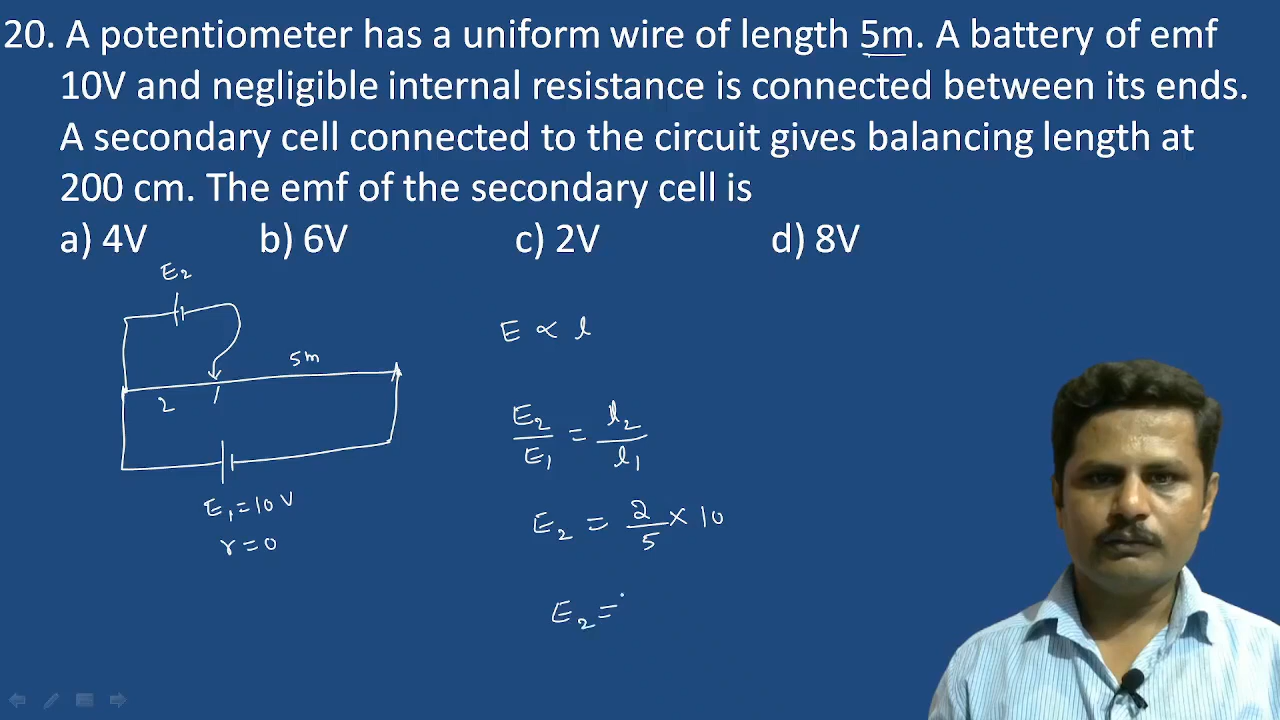 20. A potentiometer has a uniform wire of length 5m. A battery of emf
10V and negligible internal resistance is connected between its ends.
A secondary cell connected to the circuit gives balancing length at
200 cm. The emf of the secondary cell is
a) 4V b) 6V c) 2V d) 8V
E₂
5m
2
E₁ = 10 V
r = 0
E ∝ l
E₂/E₁ = l₂/l₁
E₂ = 2/5 × 10
E₂ =